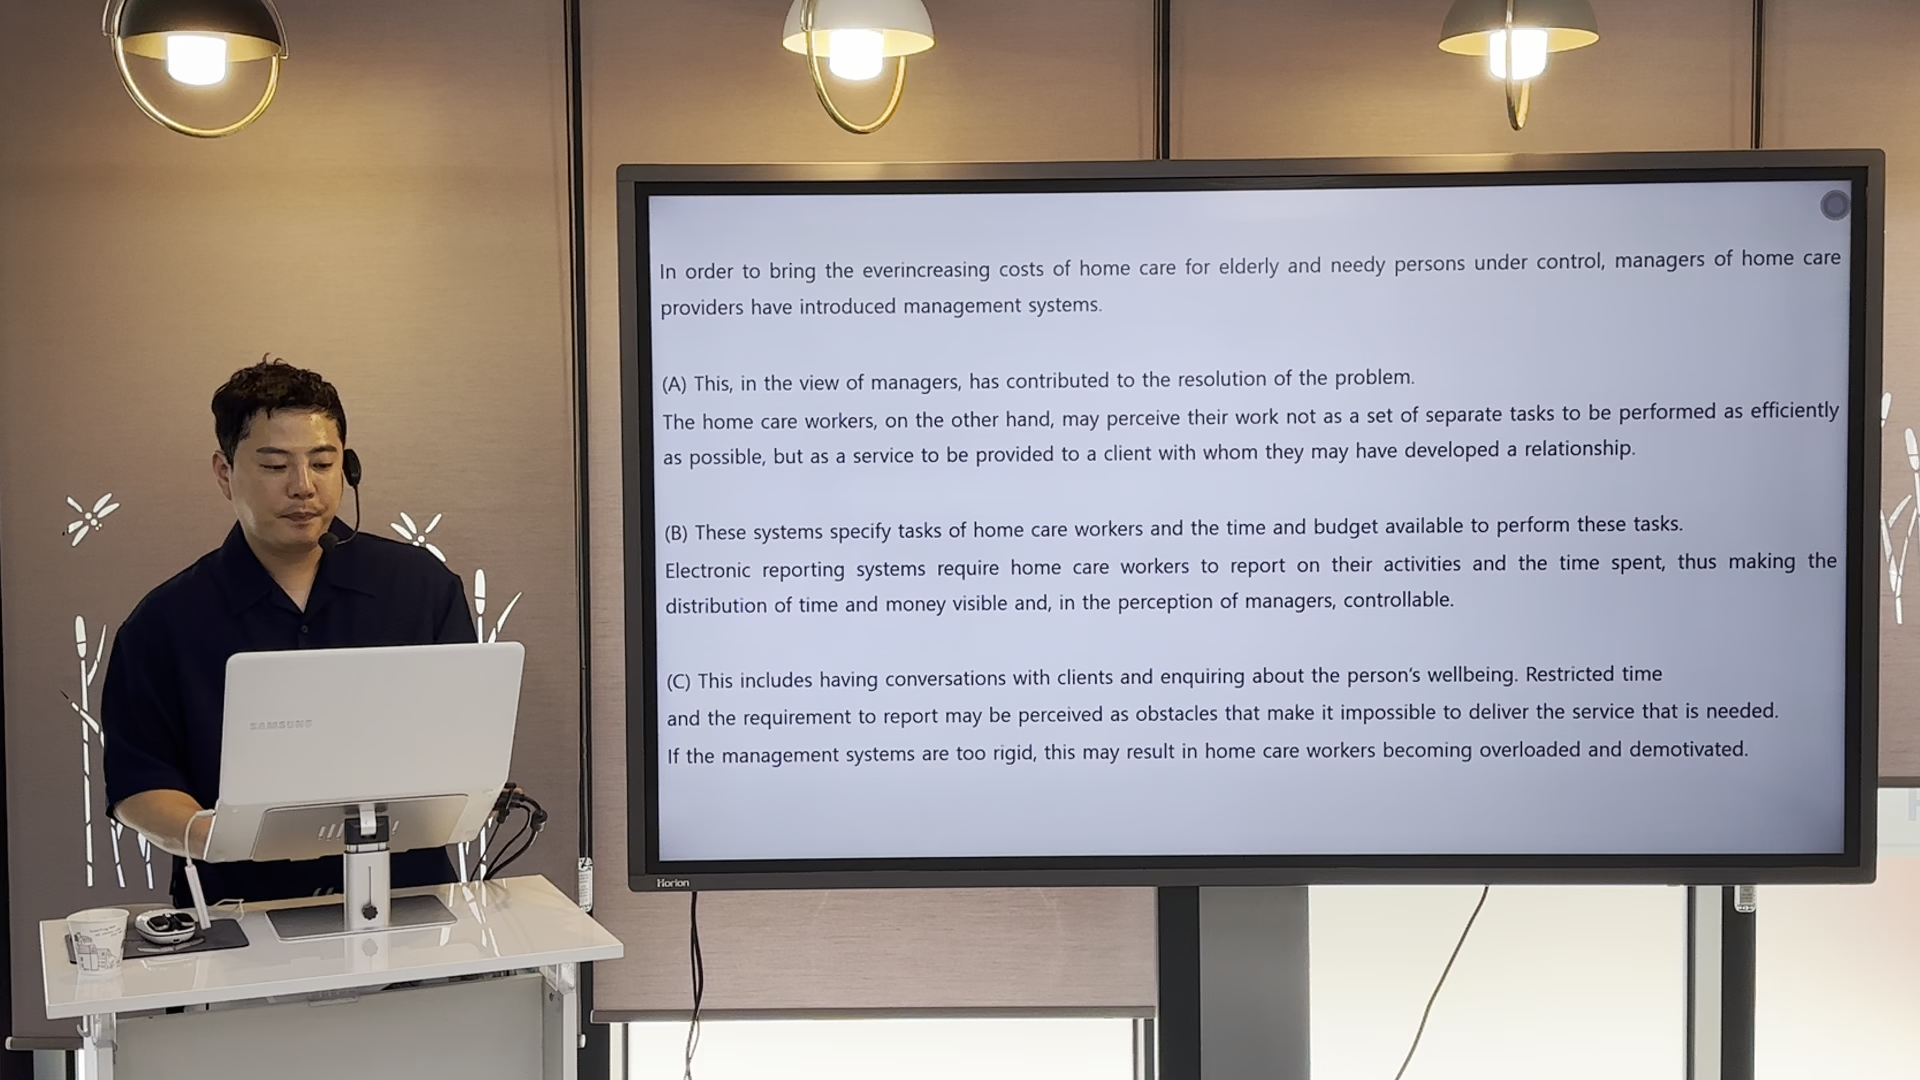 In order to bring the everincreasing costs of home care for elderly and needy persons under control, managers of home care
providers have introduced management systems.
(A) This, in the view of managers, has contributed to the resolution of the problem.
The home care workers, on the other hand, may perceive their work not as a set of separate tasks to be performed as efficiently
as possible, but as a service to be provided to a client with whom they may have developed a relationship.
(B) These systems specify tasks of home care workers and the time and budget available to perform these tasks.
Electronic reporting systems require home care workers to report on their activities and the time spent, thus making the
distribution of time and money visible and, in the perception of managers, controllable.
(C) This includes having conversations with clients and enquiring about the person's wellbeing. Restricted time
and the requirement to report may be perceived as obstacles that make it impossible to deliver the service that is needed.
If the management systems are too rigid, this may result in home care workers becoming overloaded and demotivated.
Horion
SAMSUNG